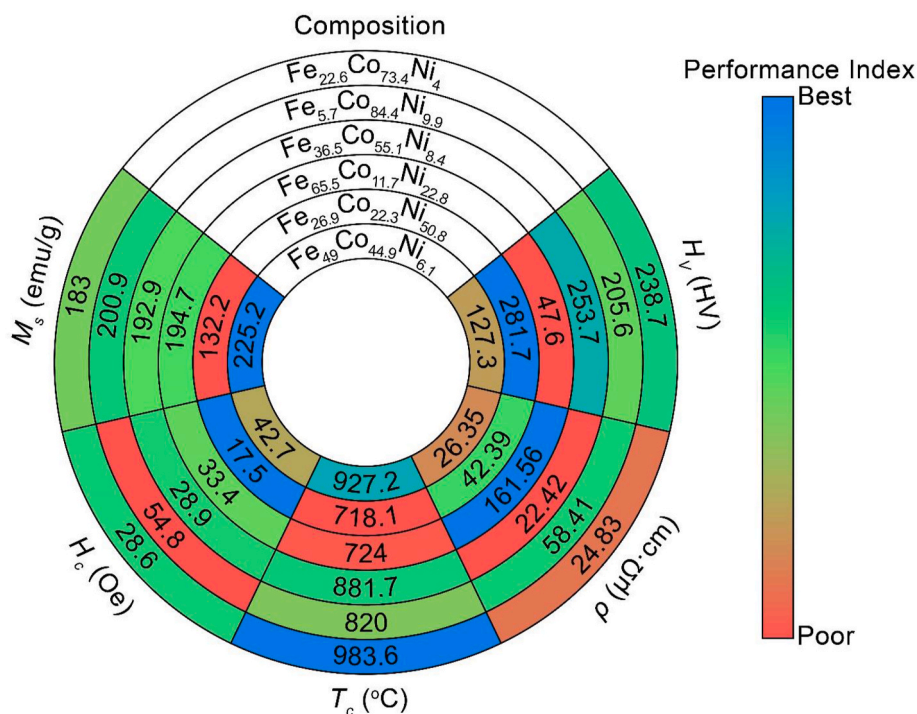 Composition
Fe22.6Co73.4Ni4
Fe5.7Co84.4Ni9.9
Fe36.5Co55.1Ni8.4
Fe65.5Co11.7Ni22.8
Fe26.9Co22.3Ni50.8
Fe49Co44.9Ni6.1
Performance Index
Best
Poor
Ms (emu/g)
183
200.9
192.9
194.7
132.2
225.2
127.3
281.7
47.6
253.7
205.6
238.7
HV (HV)
42.7
17.5
33.4
28.9
54.8
28.6
Hc (Oe)
927.2
718.1
724
881.7
820
983.6
Tc (oC)
26.35
42.39
161.56
22.42
58.41
24.83
ρ (μΩ·cm)